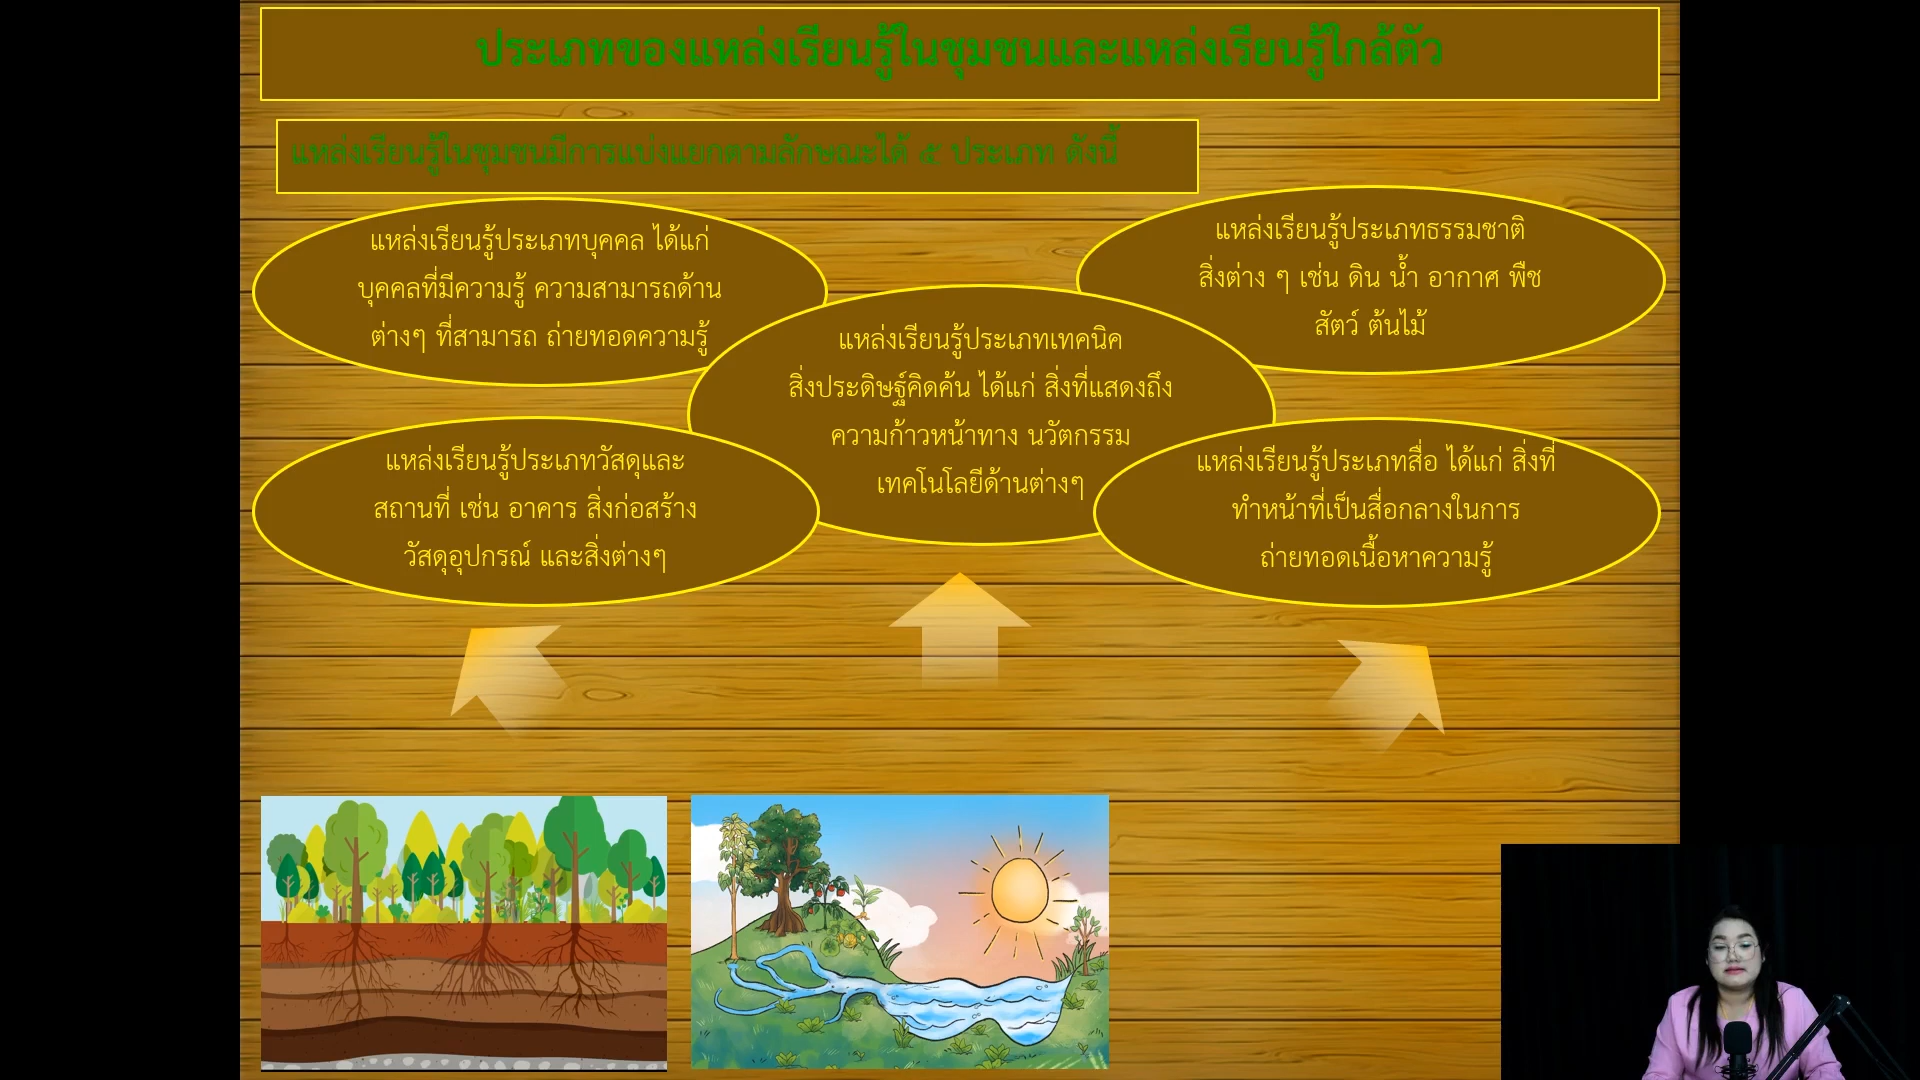 ประเภทของแหล่งเรียนรู้ในชุมชนและแหล่งเรียนรู้ใกล้ตัว
แหล่งเรียนรู้ในชุมชนมีการแบ่งแยกตามลักษณะได้ ๕ ประเภท ดังนี้
แหล่งเรียนรู้ประเภทบุคคล ได้แก่
บุคคลที่มีความรู้ ความสามารถด้าน
ต่างๆ ที่สามารถ ถ่ายทอดความรู้
แหล่งเรียนรู้ประเภทธรรมชาติ
สิ่งต่าง ๆ เช่น ดิน น้ำ อากาศ พืช
สัตว์ ต้นไม้
แหล่งเรียนรู้ประเภทเทคนิค
สิ่งประดิษฐ์คิดค้น ได้แก่ สิ่งที่แสดงถึง
ความก้าวหน้าทาง นวัตกรรม
เทคโนโลยีด้านต่างๆ
แหล่งเรียนรู้ประเภทวัสดุและ
สถานที่ เช่น อาคาร สิ่งก่อสร้าง
วัสดุอุปกรณ์ และสิ่งต่างๆ
แหล่งเรียนรู้ประเภทสื่อ ได้แก่ สิ่งที่
ทำหน้าที่เป็นสื่อกลางในการ
ถ่ายทอดเนื้อหาความรู้